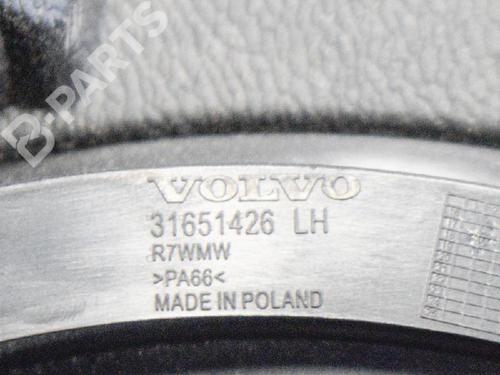 B-PARTS
VOLVO
31651426 LH
R7WMW
>PA66<
MADE IN POLAND